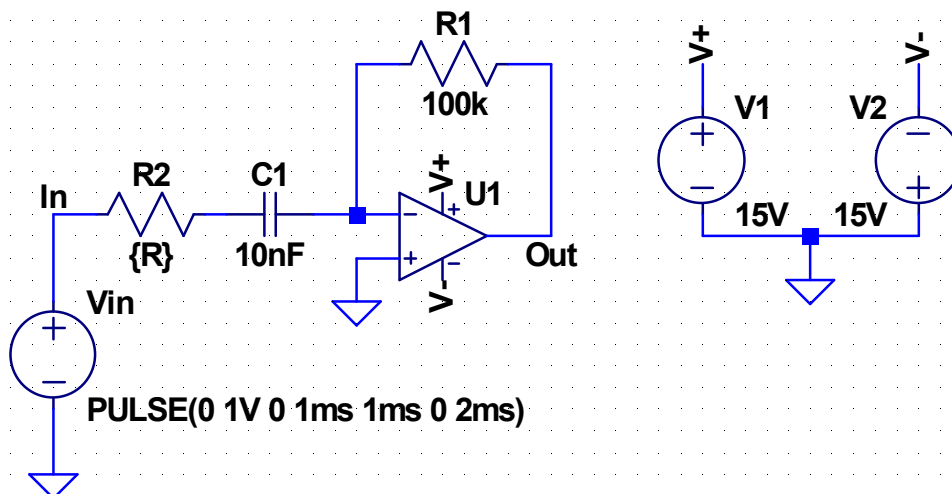 R1
100k
V+
V-
V1
V2
15V
15V
In
R2
{R}
C1
10nF
V+
U1
V-
Out
Vin
PULSE(0 1V 0 1ms 1ms 0 2ms)